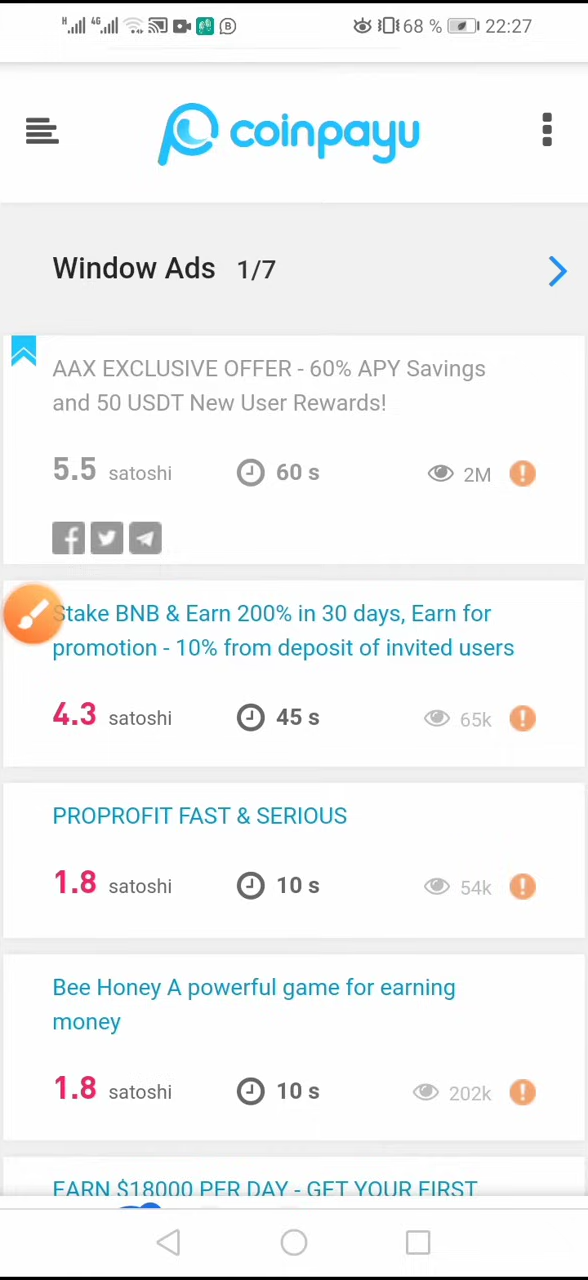 H 4G 68 % 22:27
coinpayu
Window Ads 1/7
AAX EXCLUSIVE OFFER - 60% APY Savings
and 50 USDT New User Rewards!
5.5 satoshi 60 s 2M
Stake BNB & Earn 200% in 30 days, Earn for
promotion - 10% from deposit of invited users
4.3 satoshi 45 s 65k
PROPROFIT FAST & SERIOUS
1.8 satoshi 10 s 54k
Bee Honey A powerful game for earning
money
1.8 satoshi 10 s 202k
EARN $18000 PER DAY - GET YOUR FIRST